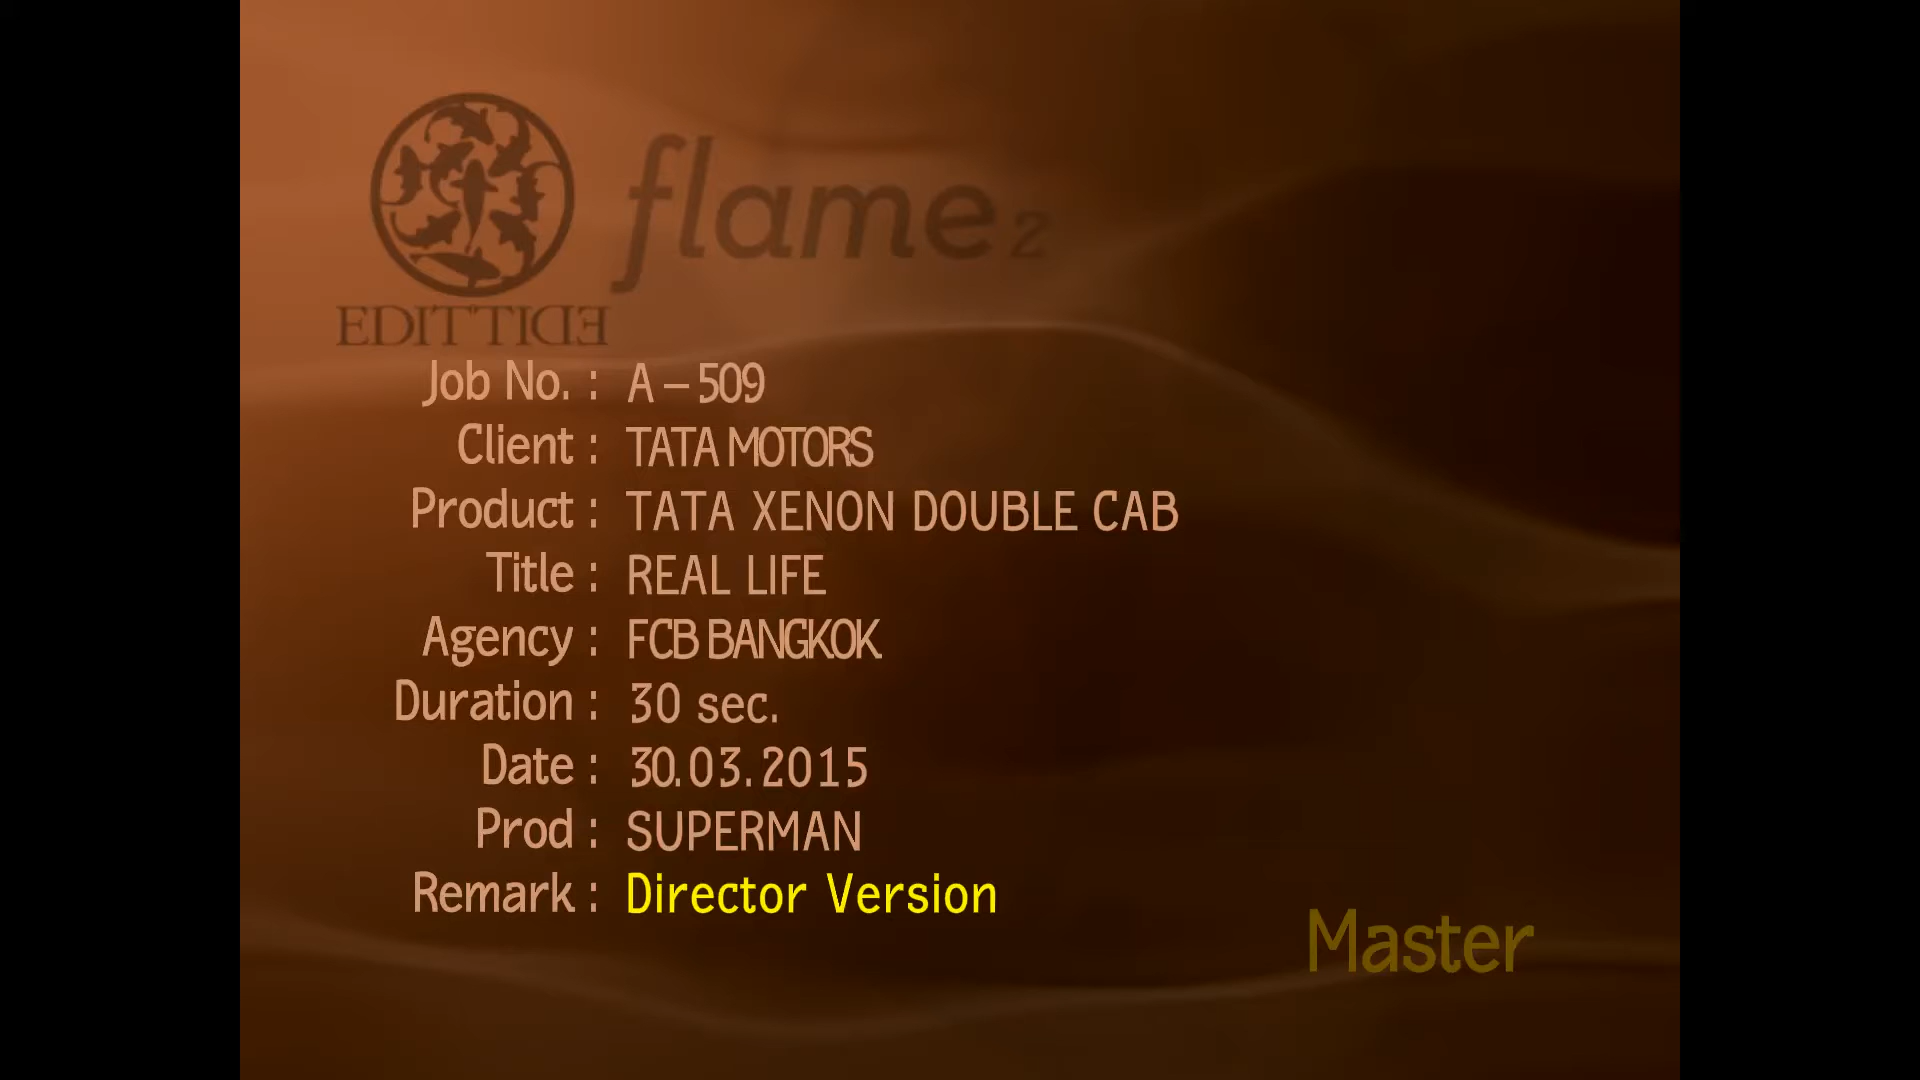 flame2
EDITTIDE
Job No. : A – 509
Client : TATA MOTORS
Product : TATA XENON DOUBLE CAB
Title : REAL LIFE
Agency : FCB BANGKOK
Duration : 30 sec.
Date : 30.03.2015
Prod : SUPERMAN
Remark : Director Version
Master